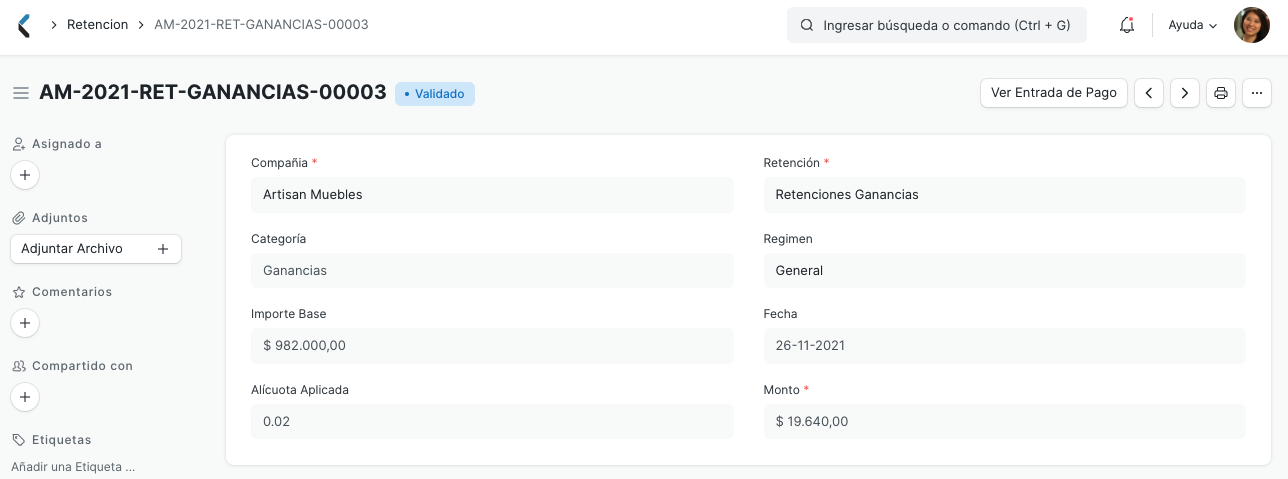 Retencion
AM-2021-RET-GANANCIAS-00003
Ingresar búsqueda o comando (Ctrl + G)
Ayuda
AM-2021-RET-GANANCIAS-00003
• Validado
Ver Entrada de Pago
Asignado a
Adjuntos
Adjuntar Archivo
Comentarios
Compartido con
Etiquetas
Añadir una Etiqueta ...
Compañia *
Artisan Muebles
Retención *
Retenciones Ganancias
Categoría
Ganancias
Regimen
General
Importe Base
$ 982.000,00
Fecha
26-11-2021
Alícuota Aplicada
0.02
Monto *
$ 19.640,00